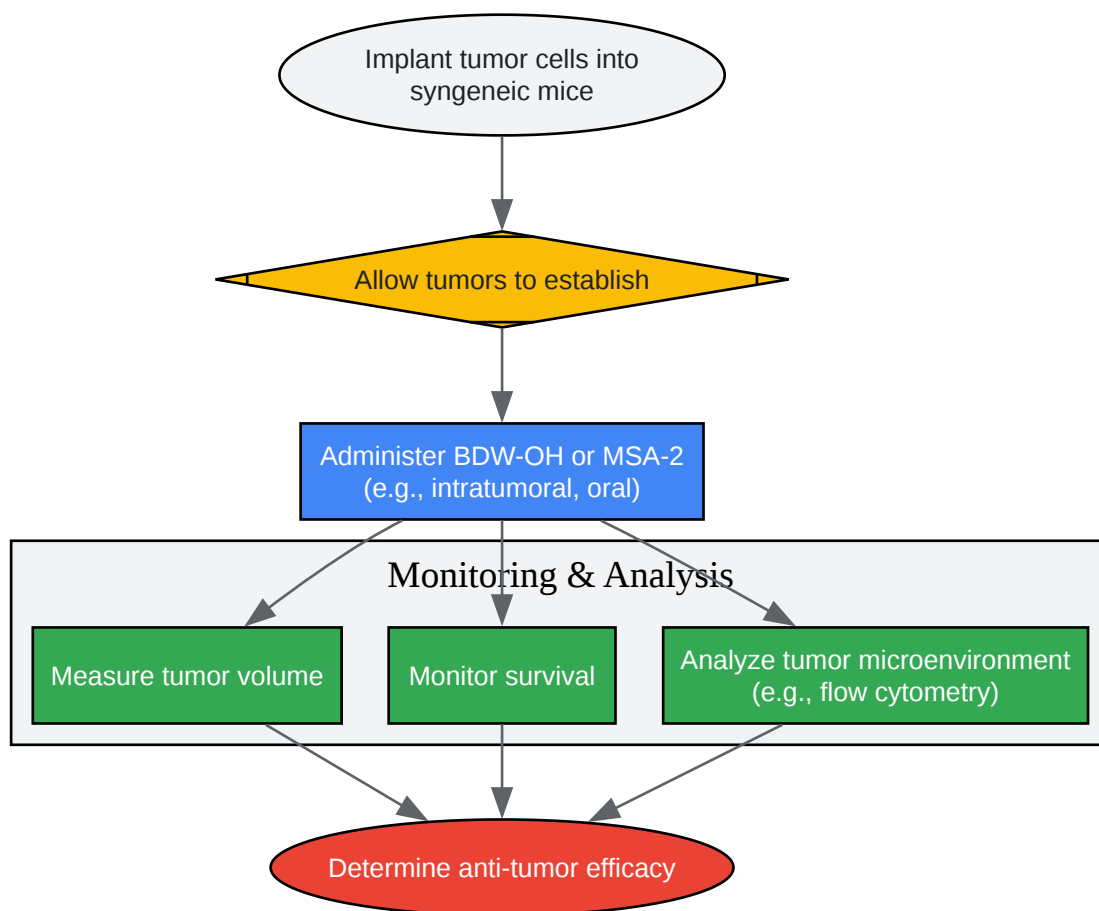 Implant tumor cells into
syngeneic mice
Allow tumors to establish
Administer BDW-OH or MSA-2
(e.g., intratumoral, oral)
Monitoring & Analysis
Measure tumor volume
Monitor survival
Analyze tumor microenvironment
(e.g., flow cytometry)
Determine anti-tumor efficacy